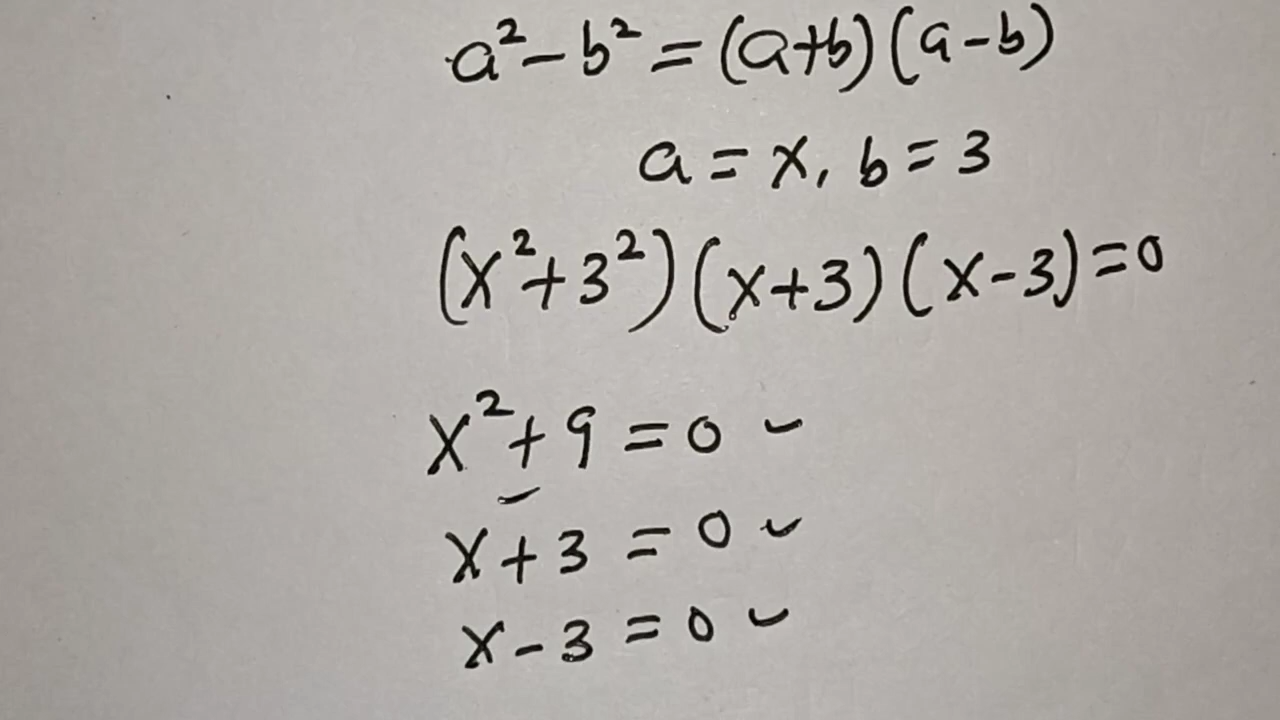 a² - b² = (a+b)(a-b)
a = x, b = 3
(x²+3²)(x+3)(x-3)=0
x²+9=0
x+3=0
x-3=0